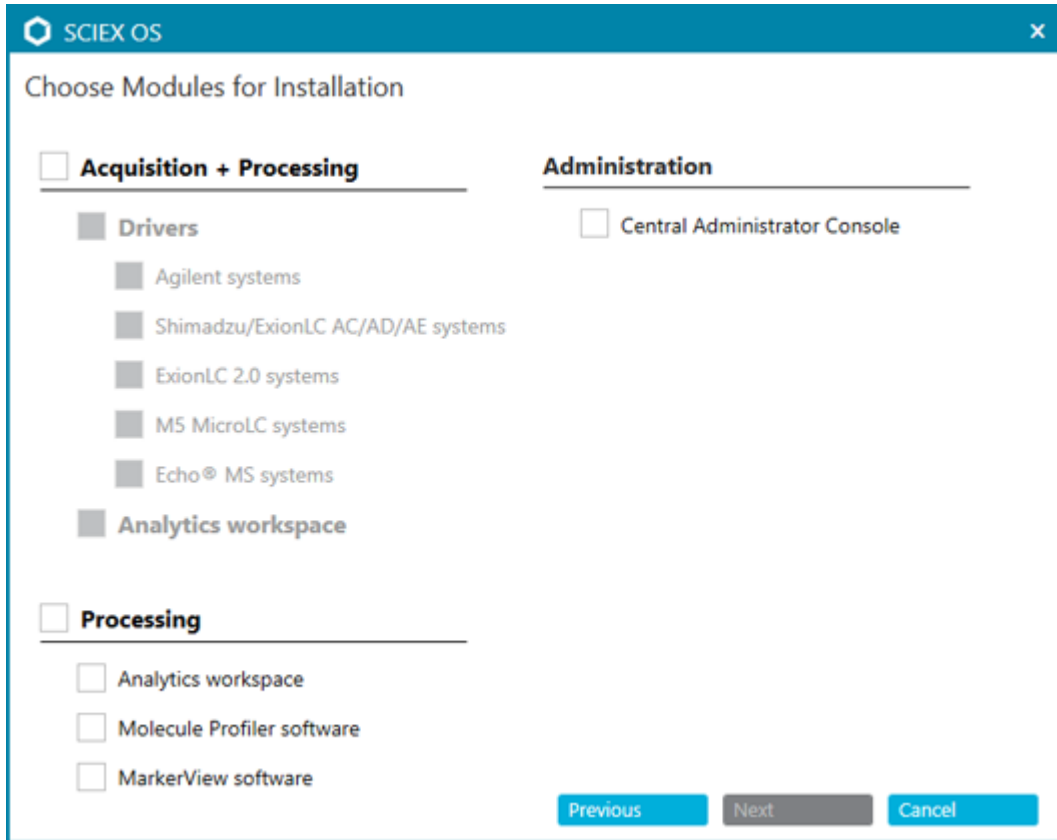 SCIEX OS
Choose Modules for Installation
Acquisition + Processing
Drivers
Agilent systems
Shimadzu/ExionLC AC/AD/AE systems
ExionLC 2.0 systems
M5 MicroLC systems
Echo® MS systems
Analytics workspace
Processing
Analytics workspace
Molecule Profiler software
MarkerView software
Administration
Central Administrator Console
Previous
Next
Cancel